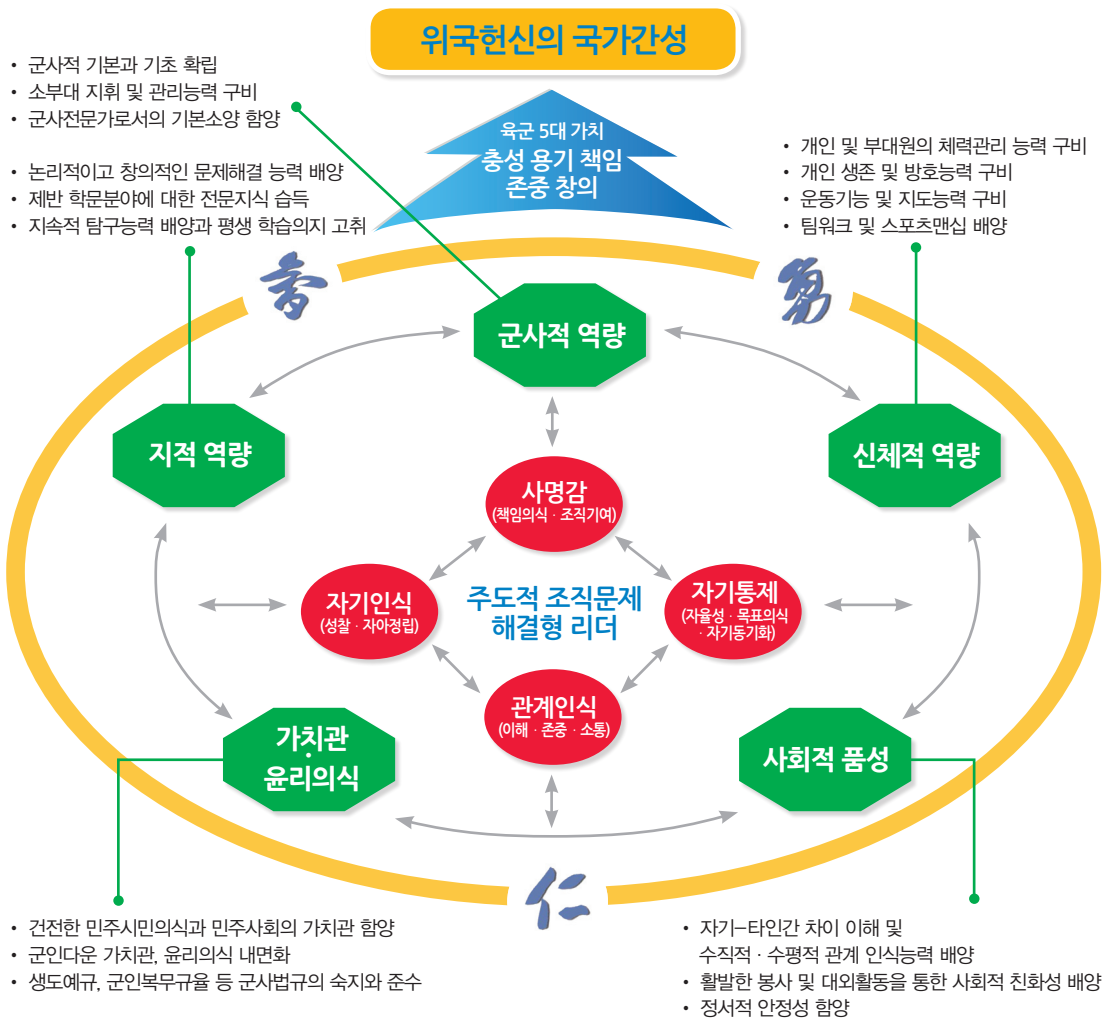 위국헌신의 국가간성
• 군사적 기본과 기초 확립
• 소부대 지휘 및 관리능력 구비
• 군사전문가로서의 기본소양 함양
육군 5대 가치
충성 용기 책임
존중 창의
• 논리적이고 창의적인 문제해결 능력 배양
• 제반 학문분야에 대한 전문지식 습득
• 지속적 탐구능력 배양과 평생 학습의지 고취
• 개인 및 부대원의 체력관리 능력 구비
• 개인 생존 및 방호능력 구비
• 운동기능 및 지도능력 구비
• 팀워크 및 스포츠맨십 배양
智
勇
군사적 역량
지적 역량
신체적 역량
사명감
(책임의식 · 조직기여)
자기인식
(성찰 · 자아정립)
주도적 조직문제
해결형 리더
자기통제
(자율성 · 목표의식
· 자기동기화)
관계인식
(이해 · 존중 · 소통)
가치관
·
윤리의식
사회적 품성
仁
• 건전한 민주시민의식과 민주사회의 가치관 함양
• 군인다운 가치관, 윤리의식 내면화
• 생도예규, 군인복무규율 등 군사법규의 숙지와 준수
• 자기–타인간 차이 이해 및
수직적 · 수평적 관계 인식능력 배양
• 활발한 봉사 및 대외활동을 통한 사회적 친화성 배양
• 정서적 안정성 함양